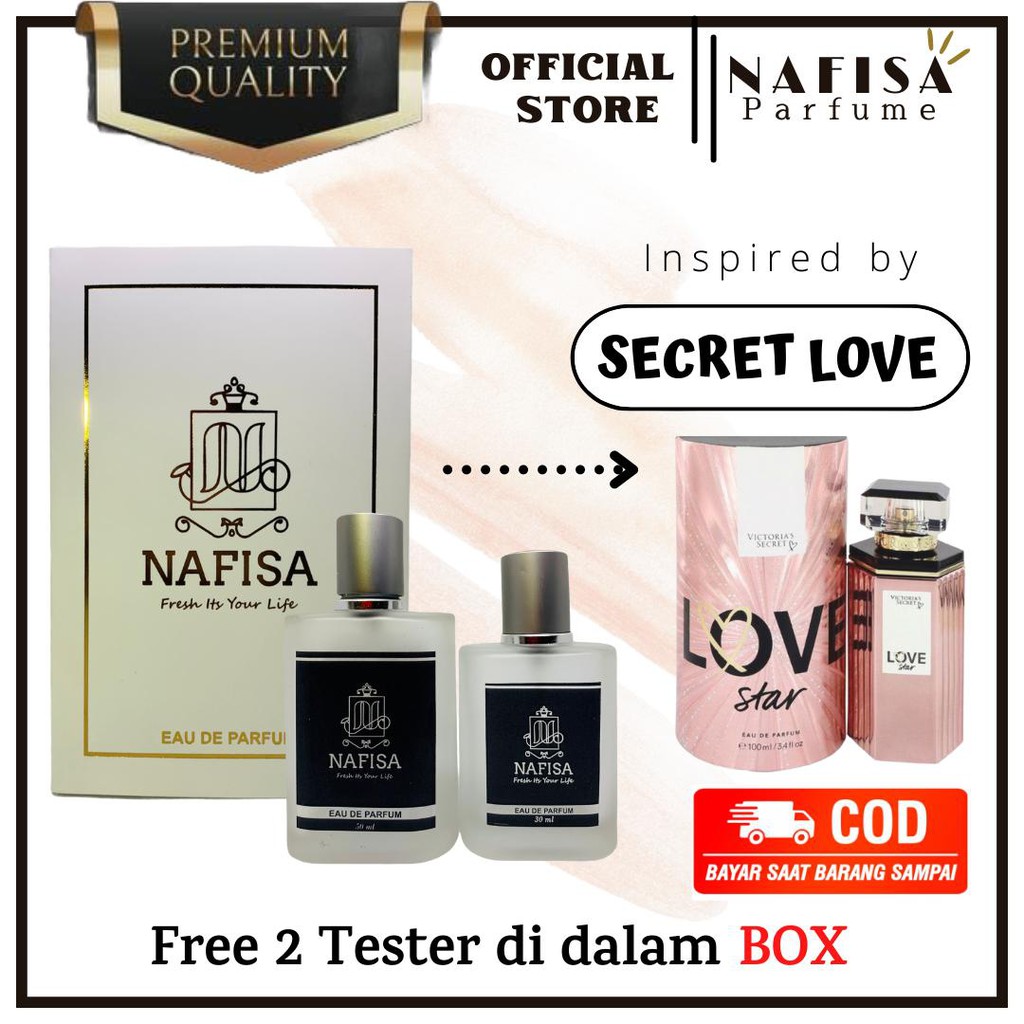 PREMIUM
QUALITY
OFFICIAL
STORE
NAFISA
Parfume
Inspired by
SECRET LOVE
NAFISA
Fresh Its Your Life
EAU DE PARFU
NAFISA
Fresh Its Your Life
EAU DE PARFUM
50 ml
NAFISA
Fresh Its Your Life
EAU DE PARFUM
30 ml
VICTORIA'S
SECRET
LOVE
star
EAU DE PARFUM
℮100ml/3.4fl oz
VICTORIA'S
SECRET
LOVE
star
COD
BAYAR SAAT BARANG SAMPAI
Free 2 Tester di dalam BOX